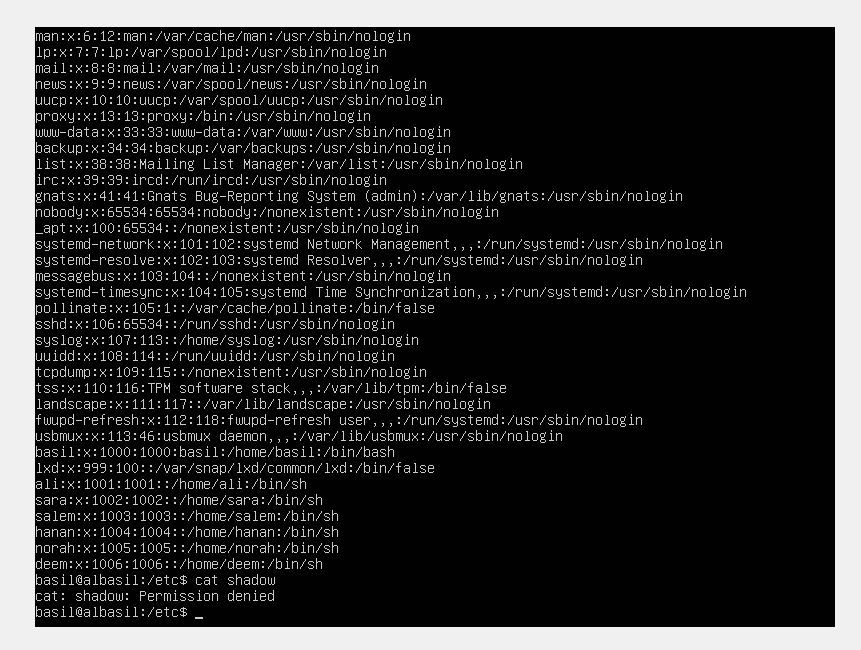 man:x:6:12:man:/var/cache/man:/usr/sbin/nologin
lp:x:7:7:lp:/var/spool/lpd:/usr/sbin/nologin
mail:x:8:8:mail:/var/mail:/usr/sbin/nologin
news:x:9:9:news:/var/spool/news:/usr/sbin/nologin
uucp:x:10:10:uucp:/var/spool/uucp:/usr/sbin/nologin
proxy:x:13:13:proxy:/bin:/usr/sbin/nologin
www-data:x:33:33:www-data:/var/www:/usr/sbin/nologin
backup:x:34:34:backup:/var/backups:/usr/sbin/nologin
list:x:38:38:Mailing List Manager:/var/list:/usr/sbin/nologin
irc:x:39:39:ircd:/run/ircd:/usr/sbin/nologin
gnats:x:41:41:Gnats Bug-Reporting System (admin):/var/lib/gnats:/usr/sbin/nologin
nobody:x:65534:65534:nobody:/nonexistent:/usr/sbin/nologin
_apt:x:100:65534::/nonexistent:/usr/sbin/nologin
systemd-network:x:101:102:systemd Network Management,,,:/run/systemd:/usr/sbin/nologin
systemd-resolve:x:102:103:systemd Resolver,,,:/run/systemd:/usr/sbin/nologin
messagebus:x:103:104::/nonexistent:/usr/sbin/nologin
systemd-timesync:x:104:105:systemd Time Synchronization,,,:/run/systemd:/usr/sbin/nologin
pollinate:x:105:1::/var/cache/pollinate:/bin/false
sshd:x:106:65534::/run/sshd:/usr/sbin/nologin
syslog:x:107:113::/home/syslog:/usr/sbin/nologin
uuidd:x:108:114::/run/uuidd:/usr/sbin/nologin
tcpdump:x:109:115::/nonexistent:/usr/sbin/nologin
tss:x:110:116:TPM software stack,,,:/var/lib/tpm:/bin/false
landscape:x:111:117::/var/lib/landscape:/usr/sbin/nologin
fwupd-refresh:x:112:118:fwupd-refresh user,,,:/run/systemd:/usr/sbin/nologin
usbmux:x:113:46:usbmux daemon,,,:/var/lib/usbmux:/usr/sbin/nologin
basil:x:1000:1000:basil:/home/basil:/bin/bash
lxd:x:999:100::/var/snap/lxd/common/lxd:/bin/false
ali:x:1001:1001::/home/ali:/bin/sh
sara:x:1002:1002::/home/sara:/bin/sh
salem:x:1003:1003::/home/salem:/bin/sh
hanan:x:1004:1004::/home/hanan:/bin/sh
norah:x:1005:1005::/home/norah:/bin/sh
deem:x:1006:1006::/home/deem:/bin/sh
basil@albasil:/etc$ cat shadow
cat: shadow: Permission denied
basil@albasil:/etc$ _